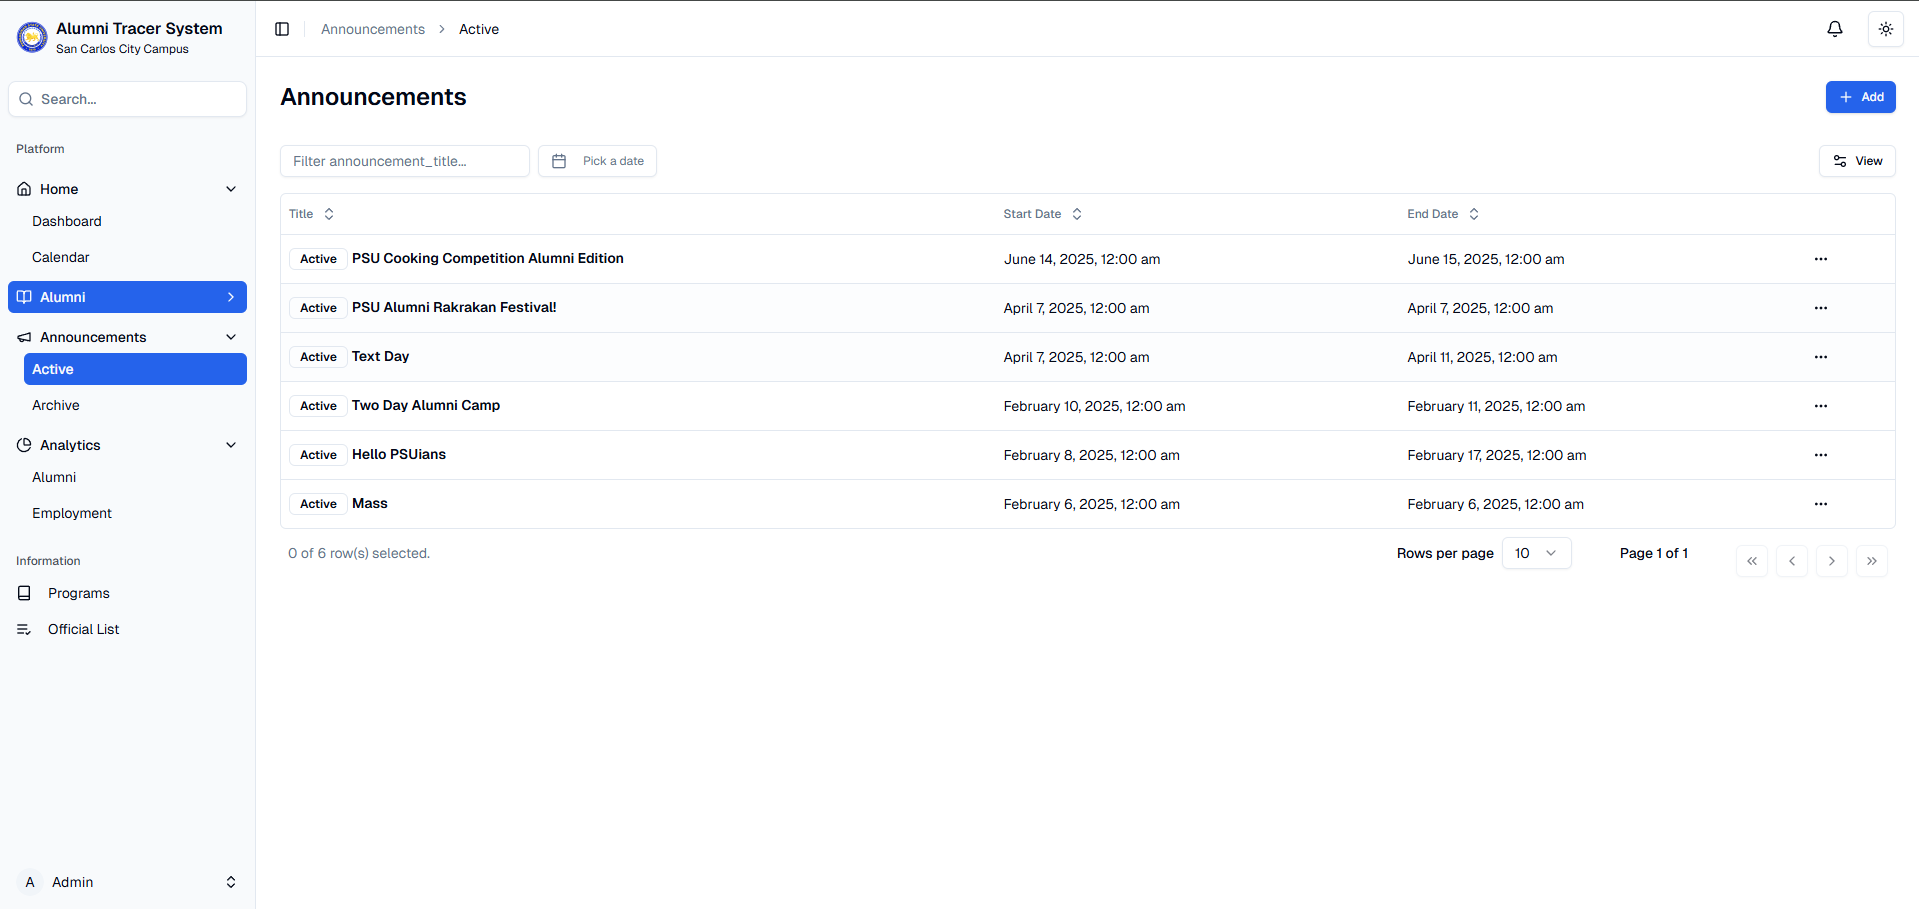 Alumni Tracer System
San Carlos City Campus
Search...
Platform
Home
Dashboard
Calendar
Alumni
Announcements
Active
Archive
Analytics
Alumni
Employment
Information
Programs
Official List
A Admin
Announcements > Active
Announcements
+ Add
Filter announcement_title...
Pick a date
View
Title Start Date End Date
Active PSU Cooking Competition Alumni Edition June 14, 2025, 12:00 am June 15, 2025, 12:00 am
Active PSU Alumni Rakrakan Festival! April 7, 2025, 12:00 am April 7, 2025, 12:00 am
Active Text Day April 7, 2025, 12:00 am April 11, 2025, 12:00 am
Active Two Day Alumni Camp February 10, 2025, 12:00 am February 11, 2025, 12:00 am
Active Hello PSUians February 8, 2025, 12:00 am February 17, 2025, 12:00 am
Active Mass February 6, 2025, 12:00 am February 6, 2025, 12:00 am
0 of 6 row(s) selected.
Rows per page 10 Page 1 of 1